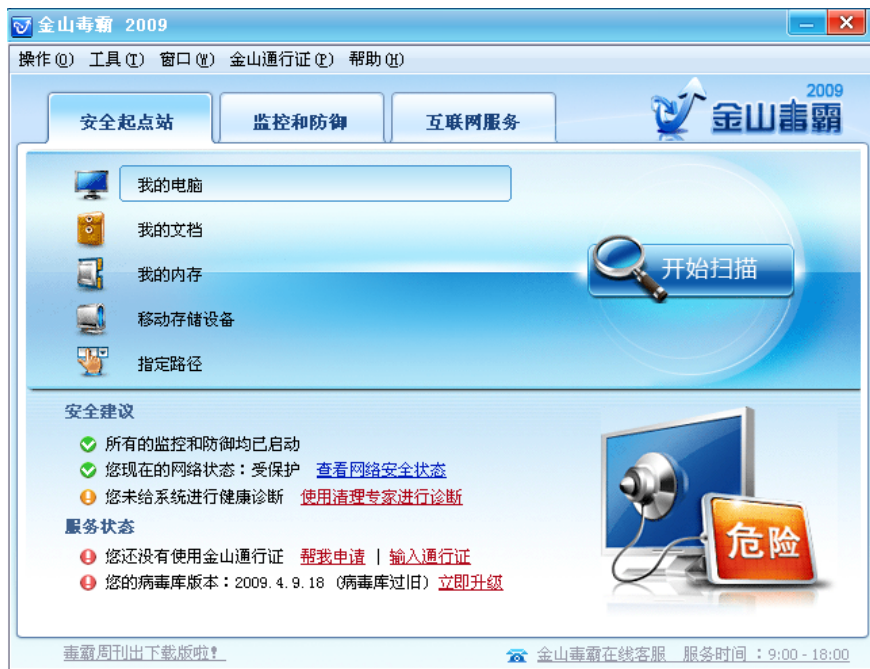 金山毒霸 2009
操作(O) 工具(T) 窗口(W) 金山通行证(P) 帮助(H)
2009
金山毒霸
安全起点站 监控和防御 互联网服务
我的电脑
我的文档
我的内存
移动存储设备
指定路径
开始扫描
安全建议
所有的监控和防御均已启动
您现在的网络状态：受保护 查看网络安全状态
您未给系统进行健康诊断 使用清理专家进行诊断
服务状态
您还没有使用金山通行证 帮我申请 | 输入通行证
您的病毒库版本：2009.4.9.18 (病毒库过旧) 立即升级
危险
毒霸周刊出下载版啦！ 金山毒霸在线客服 服务时间：9:00-18:00